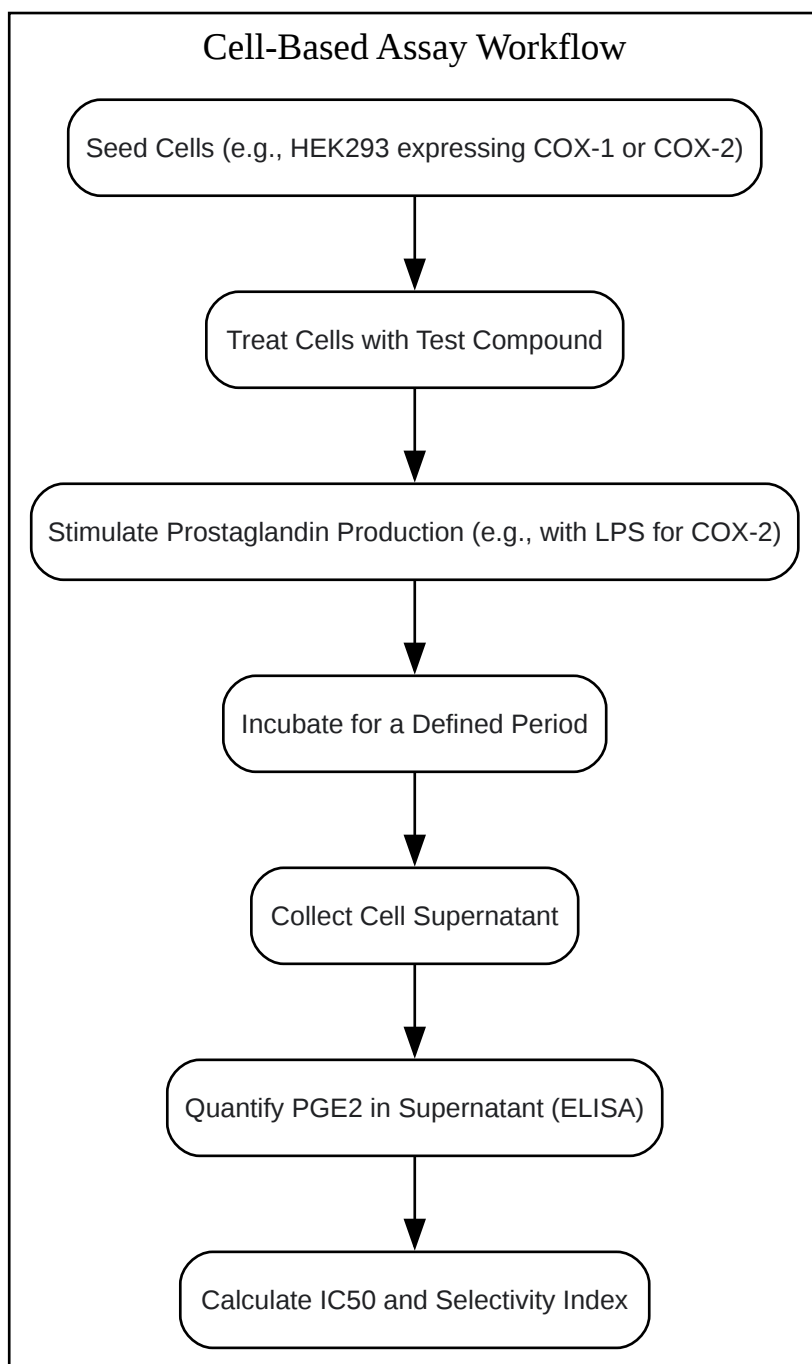 Cell-Based Assay Workflow
Seed Cells (e.g., HEK293 expressing COX-1 or COX-2)
Treat Cells with Test Compound
Stimulate Prostaglandin Production (e.g., with LPS for COX-2)
Incubate for a Defined Period
Collect Cell Supernatant
Quantify PGE2 in Supernatant (ELISA)
Calculate IC50 and Selectivity Index